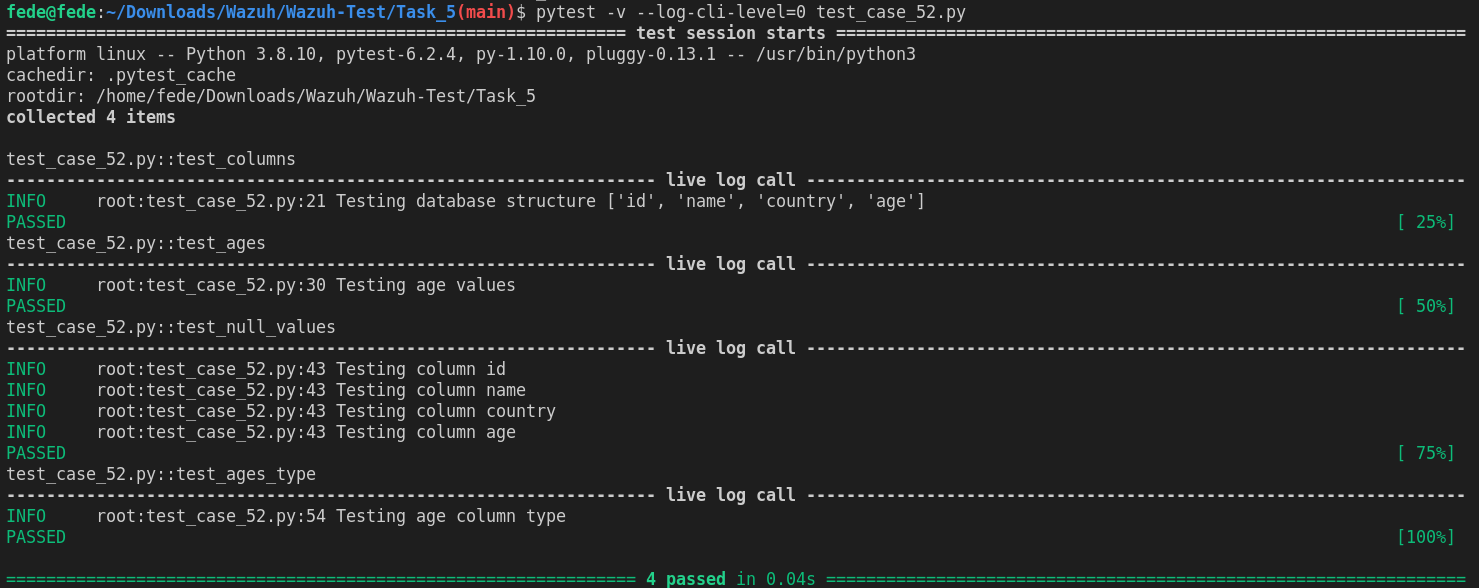 fede@fede:~/Downloads/Wazuh/Wazuh-Test/Task_5(main)$ pytest -v --log-cli-level=0 test_case_52.py
================================================================ test session starts ===============================================================
platform linux -- Python 3.8.10, pytest-6.2.4, py-1.10.0, pluggy-0.13.1 -- /usr/bin/python3
cachedir: .pytest_cache
rootdir: /home/fede/Downloads/Wazuh/Wazuh-Test/Task_5
collected 4 items

test_case_52.py::test_columns
----------------------------------------------------------------- live log call ------------------------------------------------------------------
INFO     root:test_case_52.py:21 Testing database structure ['id', 'name', 'country', 'age']
PASSED                                                                                                                                     [ 25%]
test_case_52.py::test_ages
----------------------------------------------------------------- live log call ------------------------------------------------------------------
INFO     root:test_case_52.py:30 Testing age values
PASSED                                                                                                                                     [ 50%]
test_case_52.py::test_null_values
----------------------------------------------------------------- live log call ------------------------------------------------------------------
INFO     root:test_case_52.py:43 Testing column id
INFO     root:test_case_52.py:43 Testing column name
INFO     root:test_case_52.py:43 Testing column country
INFO     root:test_case_52.py:43 Testing column age
PASSED                                                                                                                                     [ 75%]
test_case_52.py::test_ages_type
----------------------------------------------------------------- live log call ------------------------------------------------------------------
INFO     root:test_case_52.py:54 Testing age column type
PASSED                                                                                                                                     [100%]

=============================================================== 4 passed in 0.04s ================================================================